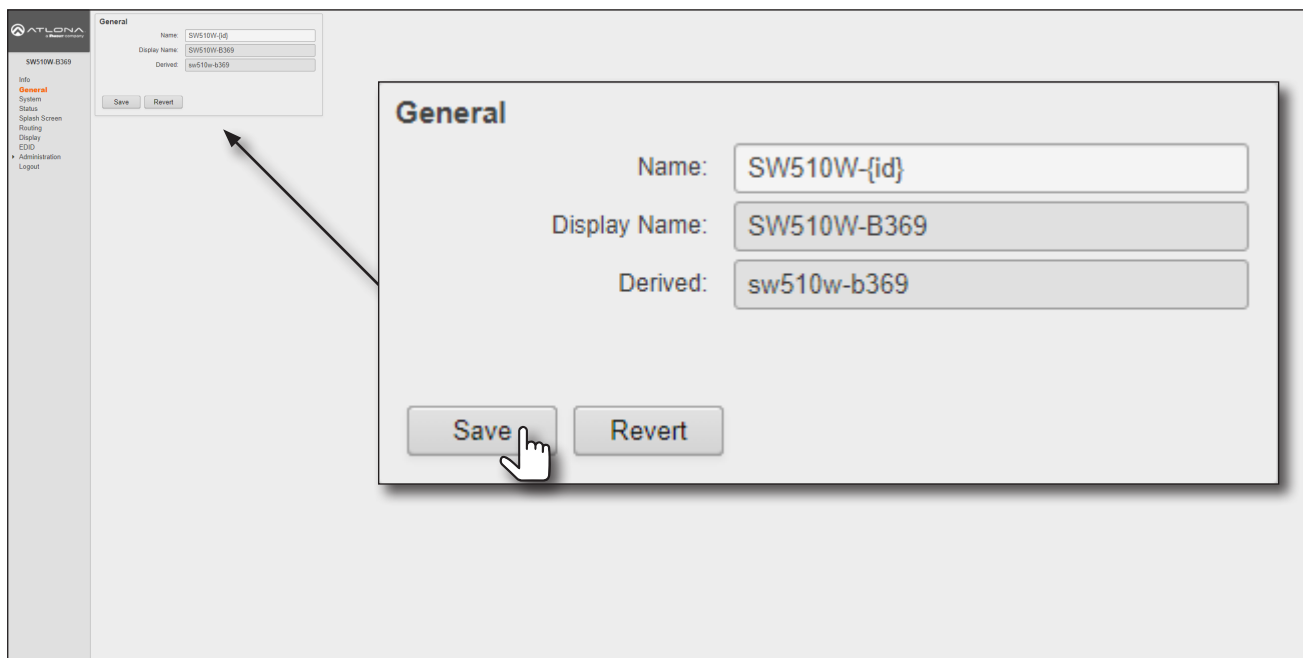 ATLONA
a Panduit company
SW510W-B369
Info
General
System
Status
Splash Screen
Routing
Display
EDID
Administration
Logout
General
Name: SW510W-{id}
Display Name: SW510W-B369
Derived: sw510w-b369
Save Revert
General
Name: SW510W-{id}
Display Name: SW510W-B369
Derived: sw510w-b369
Save Revert